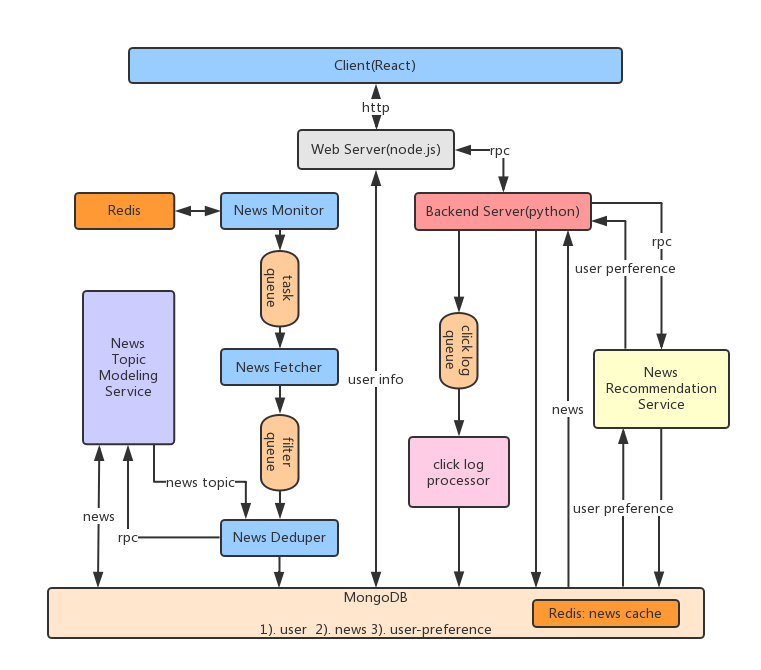 Client(React)
http
Web Server(node.js)
rpc
Redis
News Monitor
Backend Server(python)
rpc
user perference
task
queue
click log
queue
News
Topic
Modeling
Service
News Fetcher
user info
News
Recommendation
Service
news
filter
queue
click log
processor
news topic
user preference
news
rpc
News Deduper
MongoDB
Redis: news cache
1). user  2). news 3). user-preference